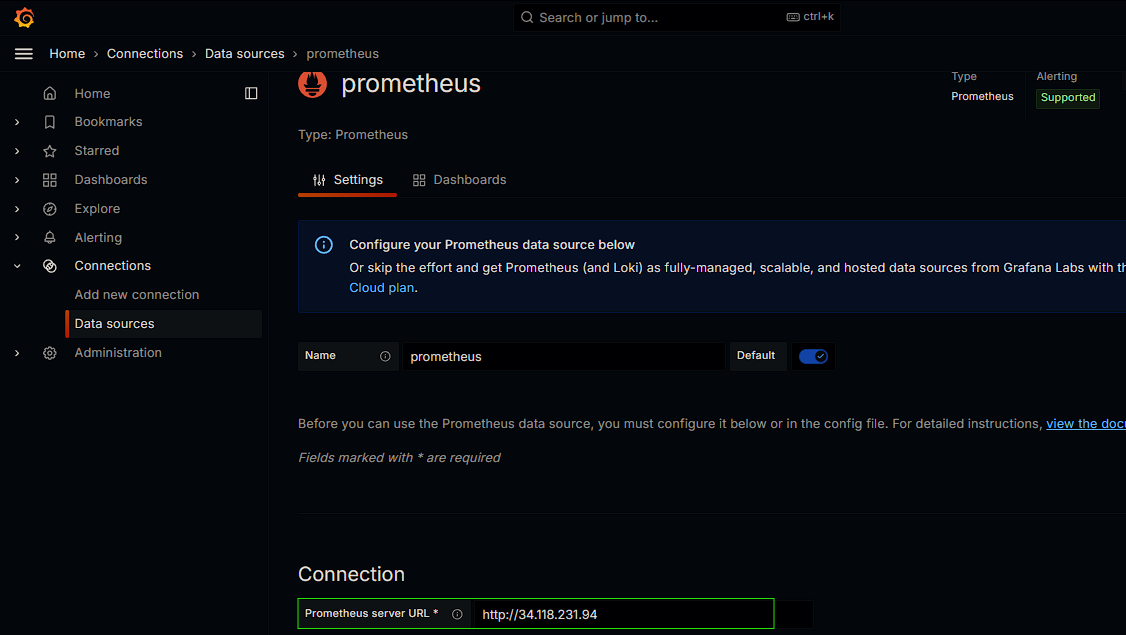 Search or jump to...
ctrl+k
Home › Connections › Data sources › prometheus
Home
Bookmarks
Starred
Dashboards
Explore
Alerting
Connections
Add new connection
Data sources
Administration
prometheus
Type
Prometheus
Alerting
Supported
Type: Prometheus
Settings
Dashboards
Configure your Prometheus data source below
Or skip the effort and get Prometheus (and Loki) as fully-managed, scalable, and hosted data sources from Grafana Labs with
Cloud plan.
Name
prometheus
Default
Before you can use the Prometheus data source, you must configure it below or in the config file. For detailed instructions, view the
Fields marked with * are required
Connection
Prometheus server URL *
http://34.118.231.94